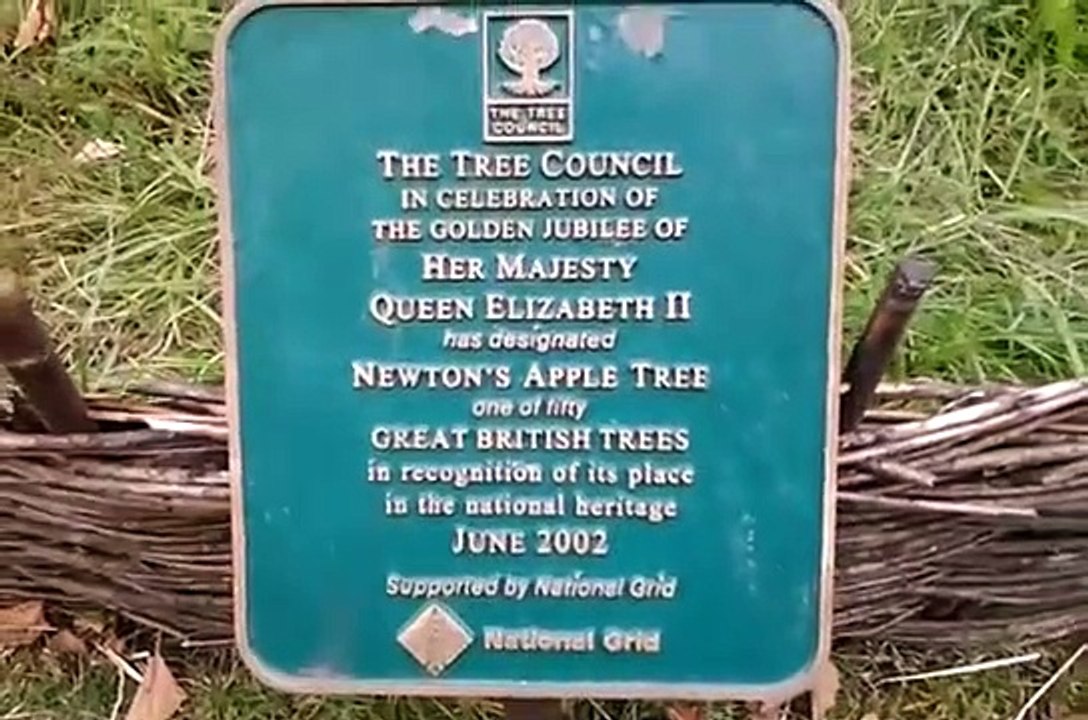 THE TREE
COUNCIL
THE TREE COUNCIL
IN CELEBRATION OF
THE GOLDEN JUBILEE OF
HER MAJESTY
QUEEN ELIZABETH II
has designated
NEWTON'S APPLE TREE
one of fifty
GREAT BRITISH TREES
in recognition of its place
in the national heritage
JUNE 2002
Supported by National Grid
National Grid